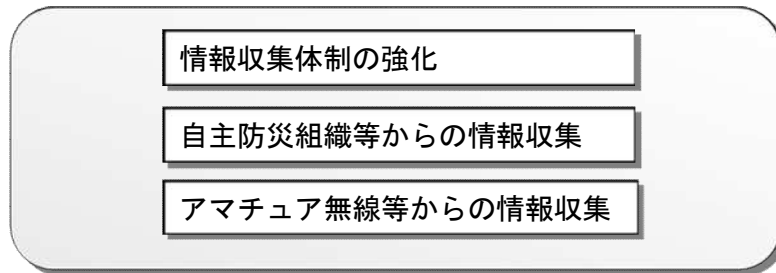 情報収集体制の強化
自主防災組織等からの情報収集
アマチュア無線等からの情報収集